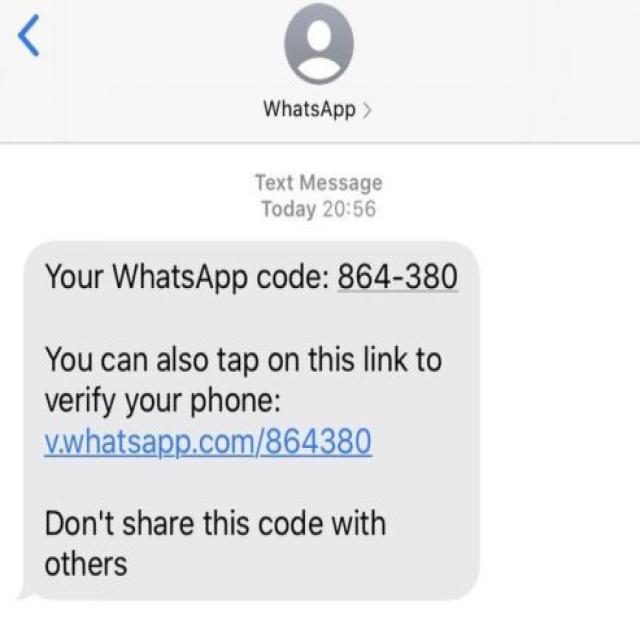 WhatsApp >
Text Message
Today 20:56
Your WhatsApp code: 864-380
You can also tap on this link to
verify your phone:
v.whatsapp.com/864380
Don't share this code with
others